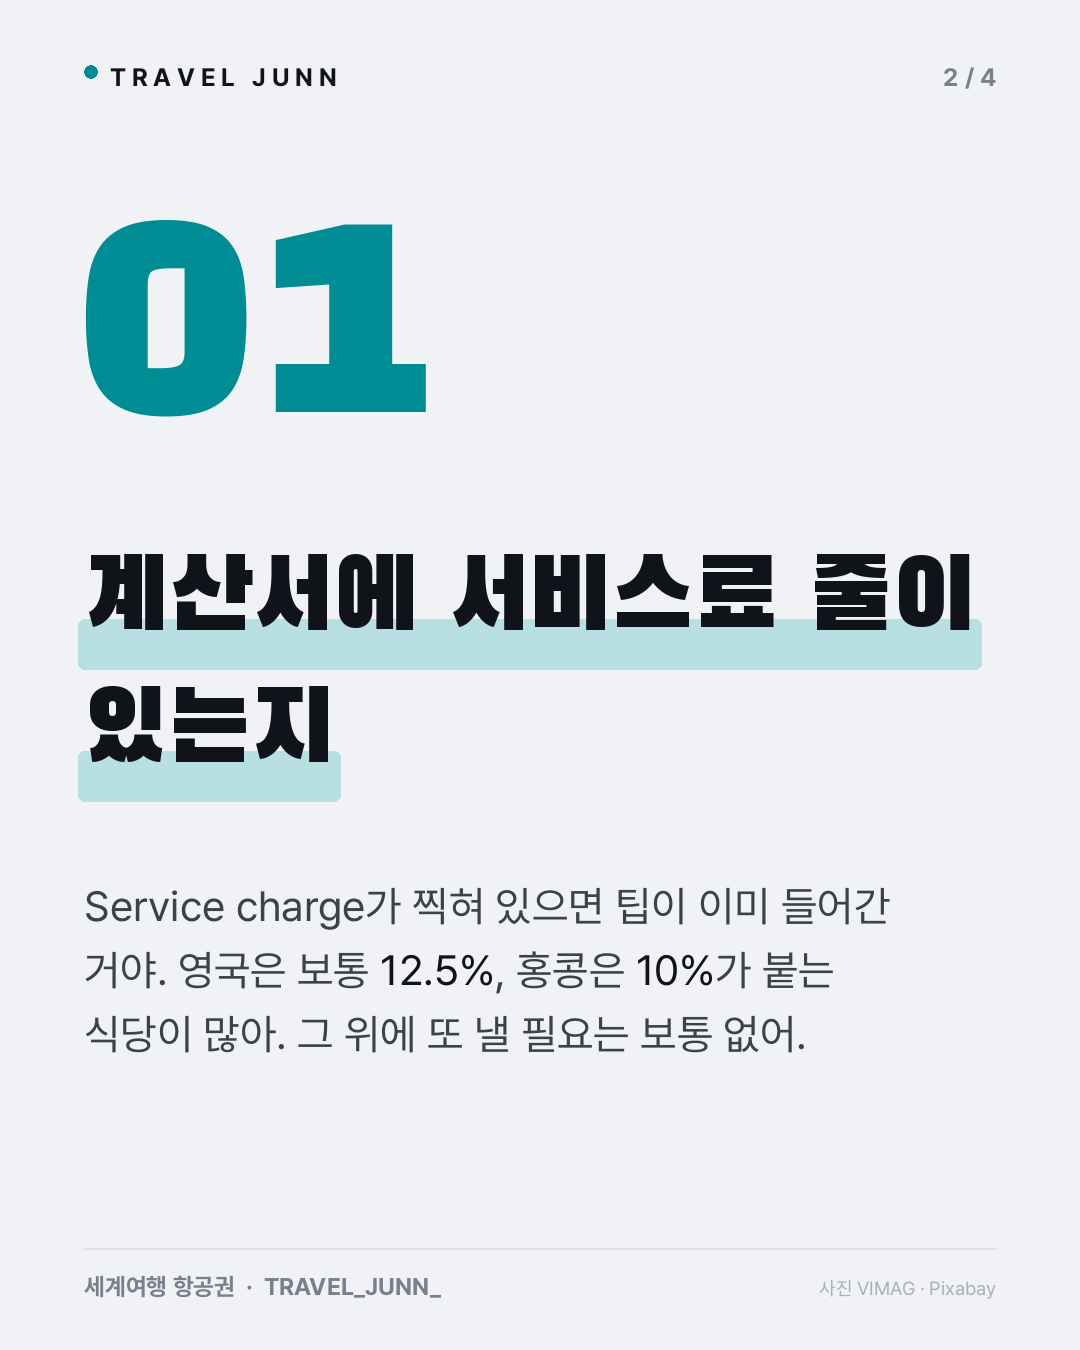 TRAVEL JUNN
2 / 4
01
계산서에 서비스료 줄이
있는지
Service charge가 찍혀 있으면 팁이 이미 들어간
거야. 영국은 보통 12.5%, 홍콩은 10%가 붙는
식당이 많아. 그 위에 또 낼 필요는 보통 없어.
세계여행 항공권 · TRAVEL_JUNN_
사진 VIMAG · Pixabay